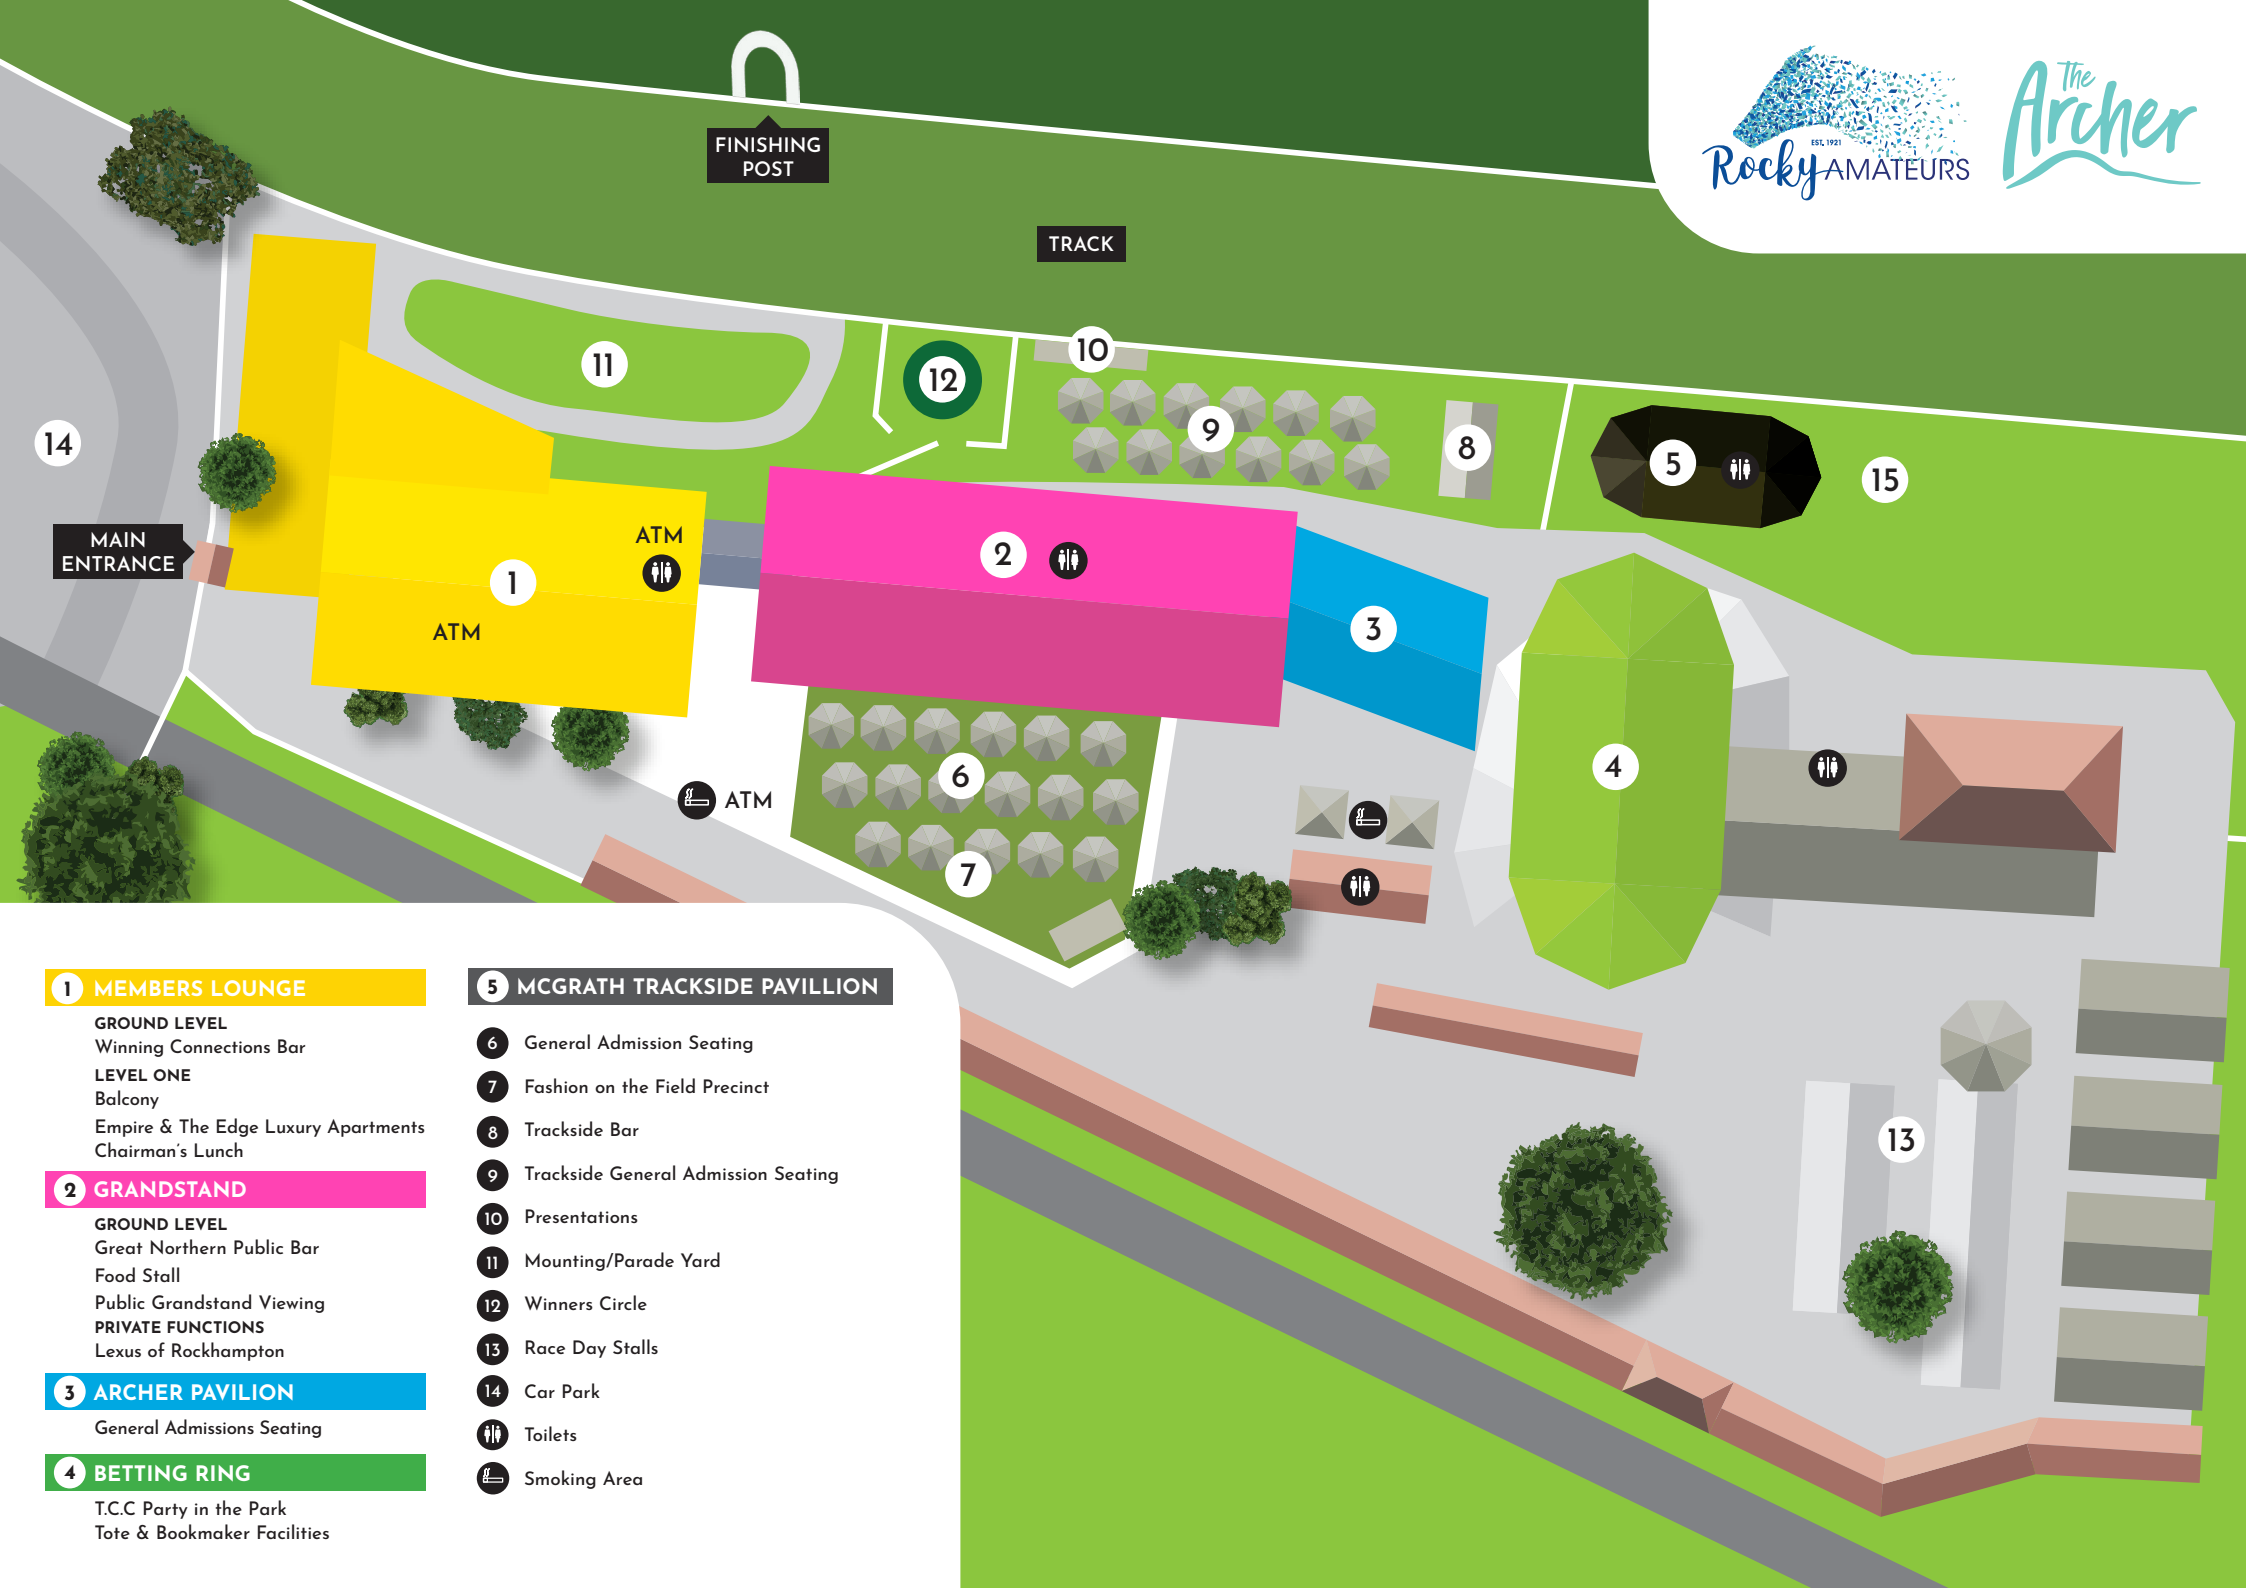 EST. 1921
Rocky AMATEURS
The
Archer
FINISHING
POST
TRACK
10
11
12
9
8
5
15
14
MAIN
ENTRANCE
ATM
1
2
3
ATM
4
6
ATM
7
13
1 MEMBERS LOUNGE
GROUND LEVEL
Winning Connections Bar
LEVEL ONE
Balcony
Empire & The Edge Luxury Apartments
Chairman's Lunch
2 GRANDSTAND
GROUND LEVEL
Great Northern Public Bar
Food Stall
Public Grandstand Viewing
PRIVATE FUNCTIONS
Lexus of Rockhampton
3 ARCHER PAVILION
General Admissions Seating
4 BETTING RING
T.C.C Party in the Park
Tote & Bookmaker Facilities
5 MCGRATH TRACKSIDE PAVILLION
6 General Admission Seating
7 Fashion on the Field Precinct
8 Trackside Bar
9 Trackside General Admission Seating
10 Presentations
11 Mounting/Parade Yard
12 Winners Circle
13 Race Day Stalls
14 Car Park
Toilets
Smoking Area